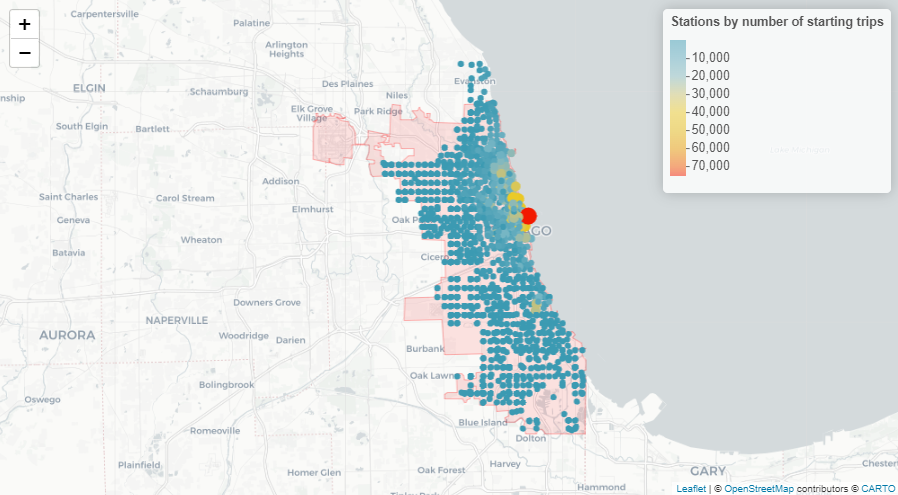 +
−
Stations by number of starting trips
10,000
20,000
30,000
40,000
50,000
60,000
70,000
Palatine
Arlington
Heights
Evanston
Des Plaines
ELGIN
Schaumburg
Niles
nship
Elk Grove
Village
Park Ridge
South Elgin
Bartlett
Addison
Saint Charles
Carol Stream
Elmhurst
Geneva
Oak P
GO
Wheaton
Batavia
Cicer
Downers Grove
NAPERVILLE
AURORA
Woodridge
Darien
Burbank
Oak Lawn
Bolingbrook
Oswego
Blue Island
Romeoville
Dolton
Plainfield
Harvey
Homer Glen
Oak Forest
GARY
Chester
Hammond
Tinley Park
Leaflet | © OpenStreetMap contributors © CARTO